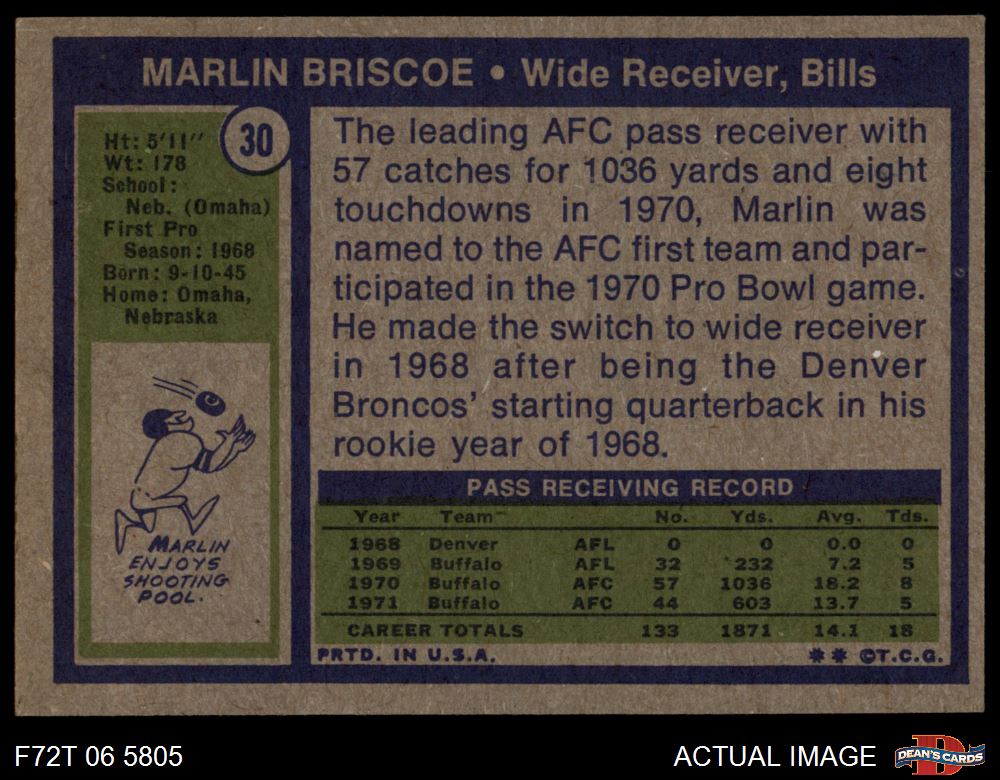 MARLIN BRISCOE • Wide Receiver, Bills
30
Ht: 5'11"
Wt: 178
School:
Neb. (Omaha)
First Pro
Season: 1968
Born: 9-10-45
Home: Omaha,
Nebraska
MARLIN
ENJOYS
SHOOTING
POOL.
The leading AFC pass receiver with
57 catches for 1036 yards and eight
touchdowns in 1970, Marlin was
named to the AFC first team and par-
ticipated in the 1970 Pro Bowl game.
He made the switch to wide receiver
in 1968 after being the Denver
Broncos' starting quarterback in his
rookie year of 1968.
PASS RECEIVING RECORD
Year Team No. Yds. Avg. Tds.
1968 Denver AFL 0 0 0.0 0
1969 Buffalo AFL 32 232 7.2 5
1970 Buffalo AFC 57 1036 18.2 8
1971 Buffalo AFC 44 603 13.7 5
CAREER TOTALS 133 1871 14.1 18
PRTD. IN U.S.A. ** ©T.C.G.
F72T 06 5805 ACTUAL IMAGE DEAN'S CARDS